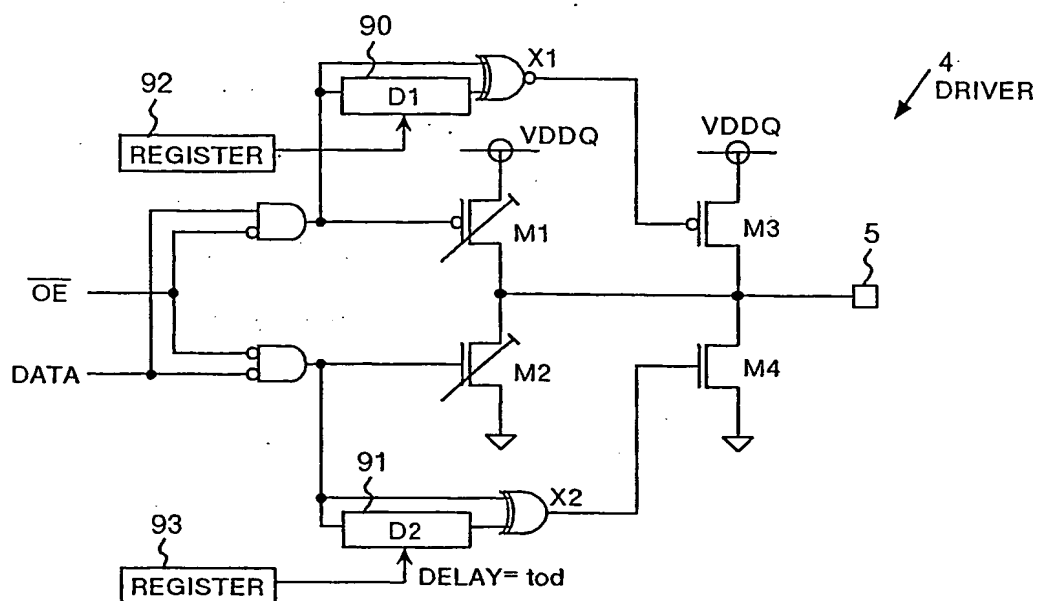 90
X1
4
DRIVER
92
D1
VDDQ
VDDQ
REGISTER
M1
M3
5
OE
DATA
M2
M4
91
X2
D2
93
DELAY= tod
REGISTER